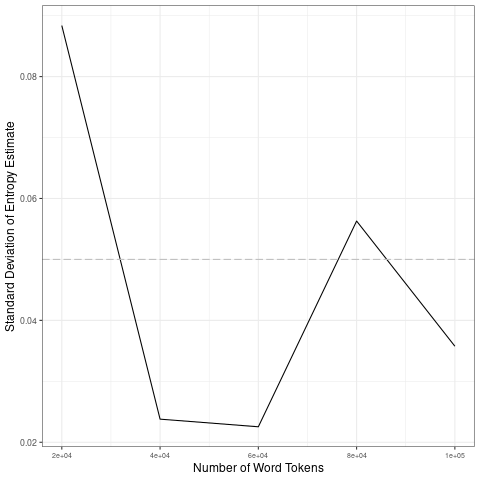 Standard Deviation of Entropy Estimate
0.08
0.06
0.04
0.02
2e+04 4e+04 6e+04 8e+04 1e+05
Number of Word Tokens